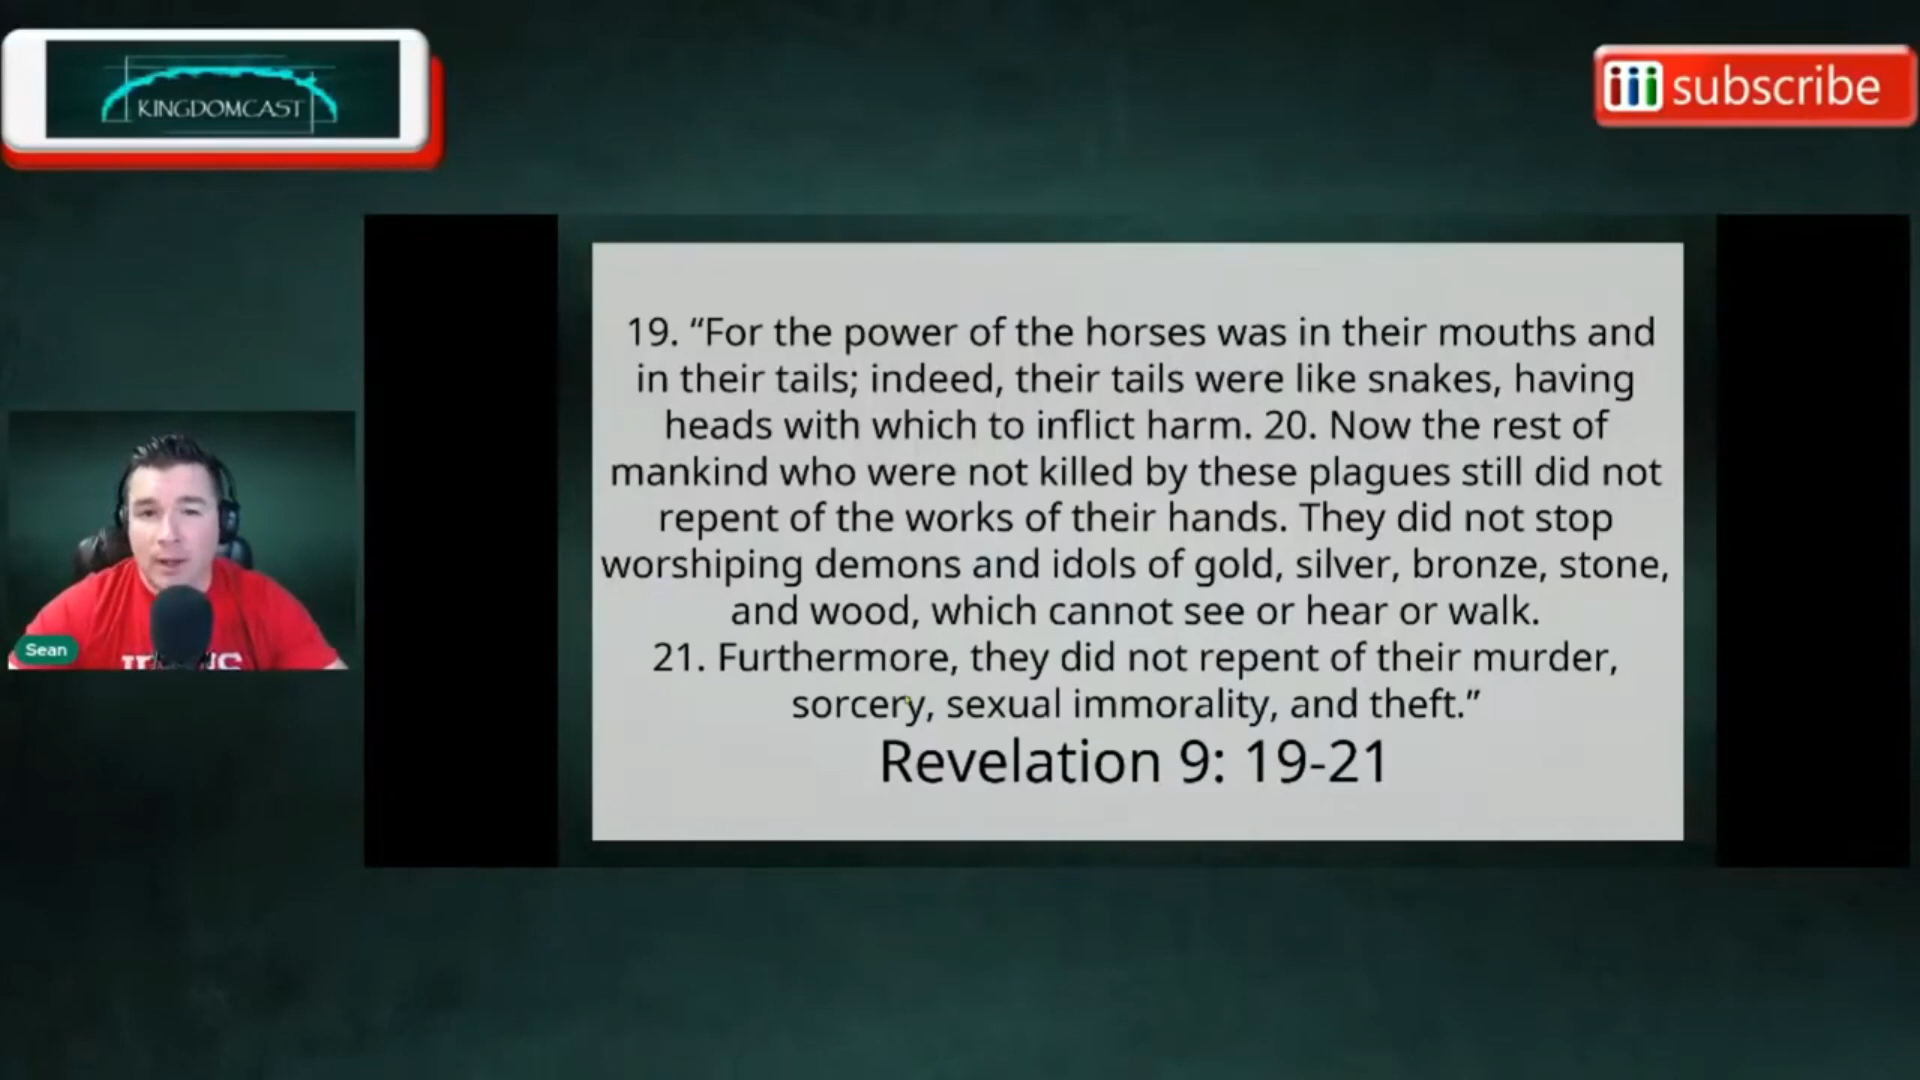 KINGDOMCAST
subscribe
19. “For the power of the horses was in their mouths and
in their tails; indeed, their tails were like snakes, having
heads with which to inflict harm. 20. Now the rest of
mankind who were not killed by these plagues still did not
repent of the works of their hands. They did not stop
worshiping demons and idols of gold, silver, bronze, stone,
and wood, which cannot see or hear or walk.
21. Furthermore, they did not repent of their murder,
sorcery, sexual immorality, and theft.”
Revelation 9: 19-21
Sean